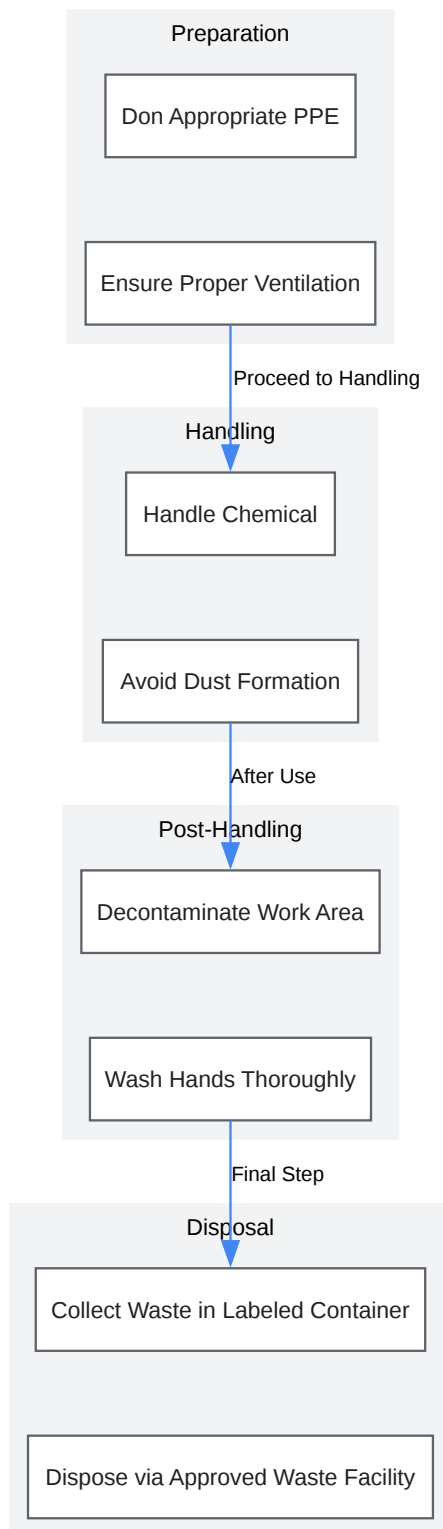 Preparation
Don Appropriate PPE
Ensure Proper Ventilation
Proceed to Handling
Handling
Handle Chemical
Avoid Dust Formation
After Use
Post-Handling
Decontaminate Work Area
Wash Hands Thoroughly
Final Step
Disposal
Collect Waste in Labeled Container
Dispose via Approved Waste Facility